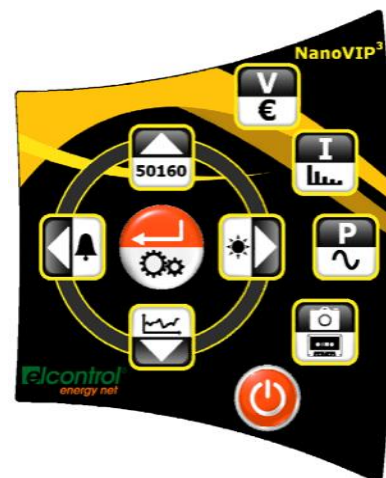 NanoVIP³
V
€
I
50160
P
elcontrol
energy net